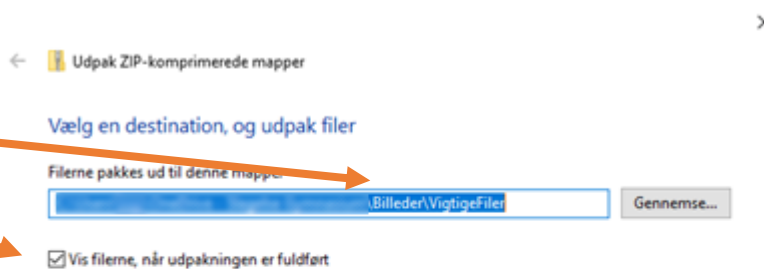 Udpak ZIP-komprimerede mapper
Vælg en destination, og udpak filer
Filerne pakkes ud til denne mappe:
\Billeder\VigtigeFiler
Gennemse...
Vis filerne, når udpakningen er fuldført